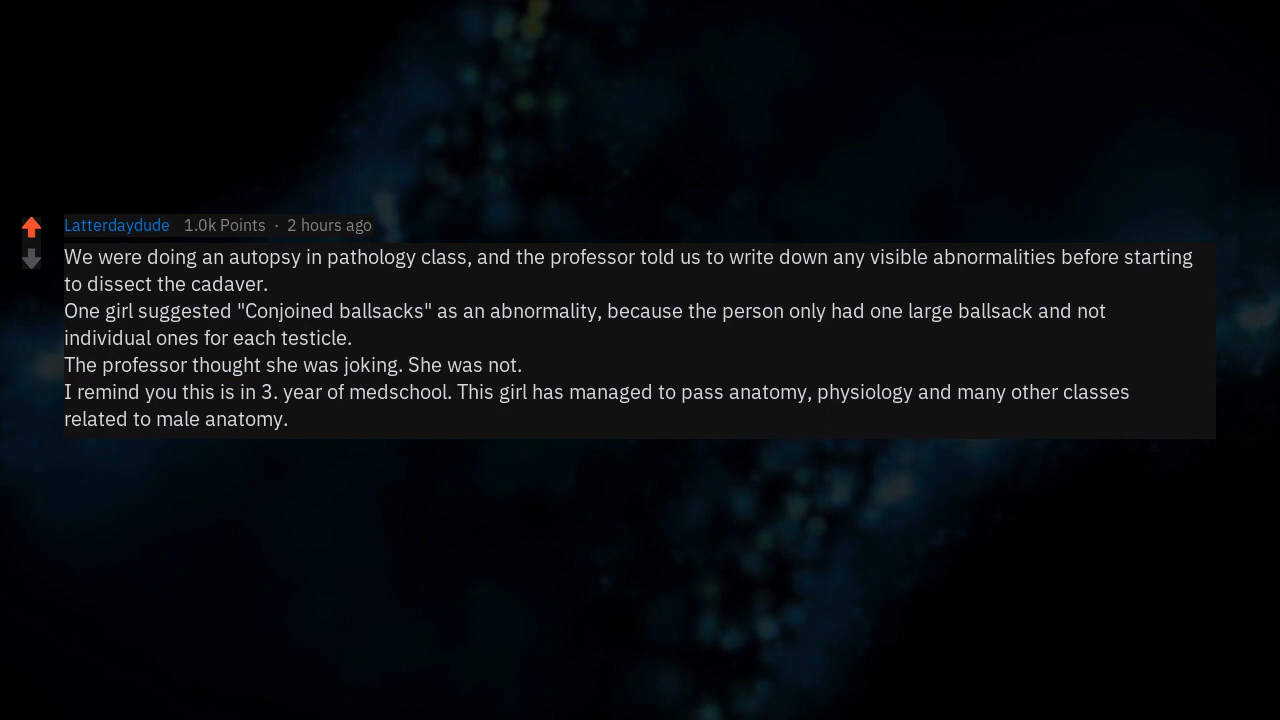 Latterdaydude 1.0k Points · 2 hours ago
We were doing an autopsy in pathology class, and the professor told us to write down any visible abnormalities before starting
to dissect the cadaver.
One girl suggested "Conjoined ballsacks" as an abnormality, because the person only had one large ballsack and not
individual ones for each testicle.
The professor thought she was joking. She was not.
I remind you this is in 3. year of medschool. This girl has managed to pass anatomy, physiology and many other classes
related to male anatomy.